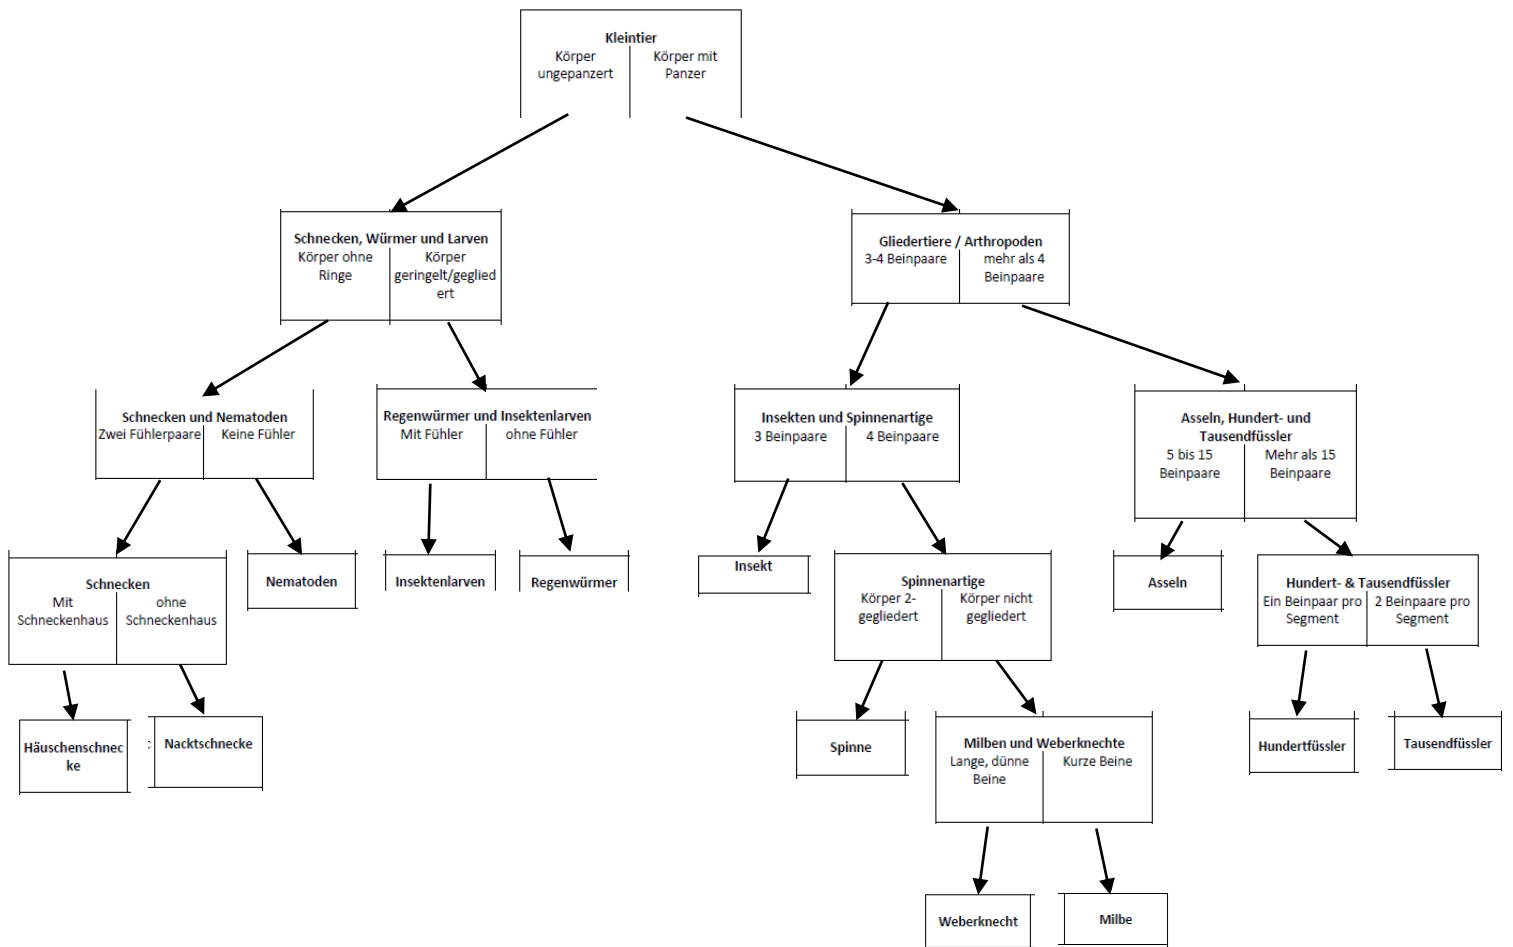 Kleintier
Körper ungepanzert
Körper mit Panzer
Schnecken, Würmer und Larven
Körper ohne Ringe
Körper geringelt/geglied
ert
Gliedertiere / Arthropoden
3-4 Beinpaare
mehr als 4 Beinpaare
Schnecken und Nematoden
Zwei Fühlerpaare
Keine Fühler
Regenwürmer und Insektenlarven
Mit Fühler
ohne Fühler
Insekten und Spinnenartige
3 Beinpaare
4 Beinpaare
Asseln, Hundert- und
Tausendfüssler
5 bis 15 Beinpaare
Mehr als 15 Beinpaare
Schnecken
Mit Schneckenhaus
ohne Schneckenhaus
Nematoden
Insektenlarven
Regenwürmer
Insekt
Spinnenartige
Körper 2-
gegliedert
Körper nicht gegliedert
Asseln
Hundert- & Tausendfüssler
Ein Beinpaar pro Segment
2 Beinpaare pro Segment
Häuschenschnec
ke
Nacktschnecke
Spinne
Milben und Weberknechte
Lange, dünne Beine
Kurze Beine
Hundertfüssler
Tausendfüssler
Weberknecht
Milbe